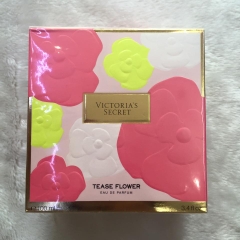 VICTORIA'S
SECRET
TEASE FLOWER
EAU DE PARFUM